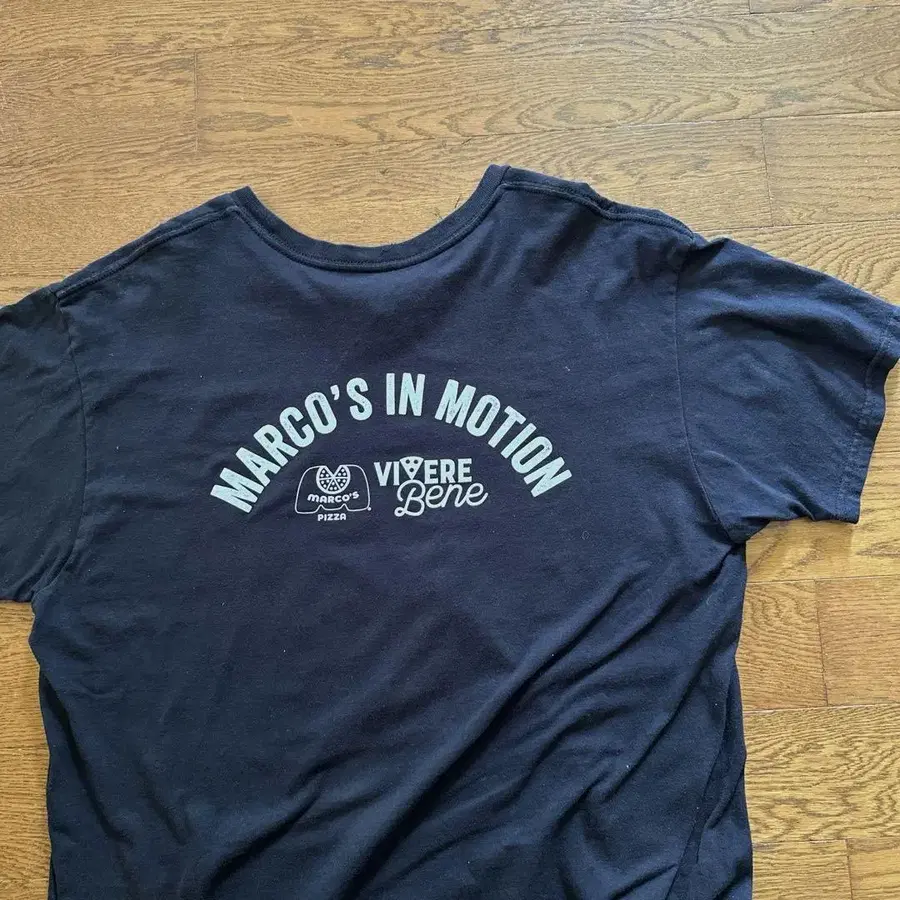 MARCO'S IN MOTION
MARCO'S
PIZZA
VIVERE
Bene